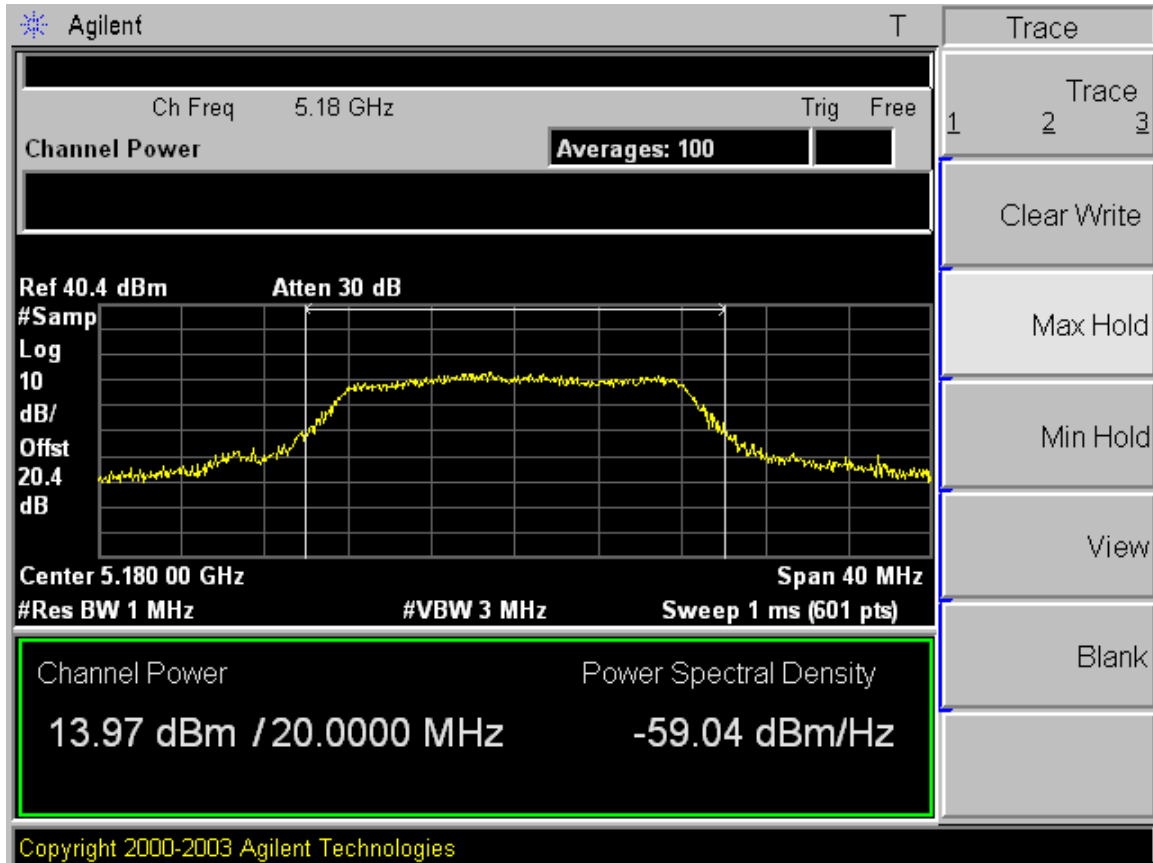 Agilent T Trace
Ch Freq 5.18 GHz Trig Free
Channel Power Averages: 100
Trace
1 2 3
Clear Write
Max Hold
Min Hold
View
Blank
Ref 40.4 dBm Atten 30 dB
#Samp
Log
10
dB/
Offst
20.4
dB
Center 5.180 00 GHz Span 40 MHz
#Res BW 1 MHz #VBW 3 MHz Sweep 1 ms (601 pts)
Channel Power Power Spectral Density
13.97 dBm / 20.0000 MHz -59.04 dBm/Hz
Copyright 2000-2003 Agilent Technologies